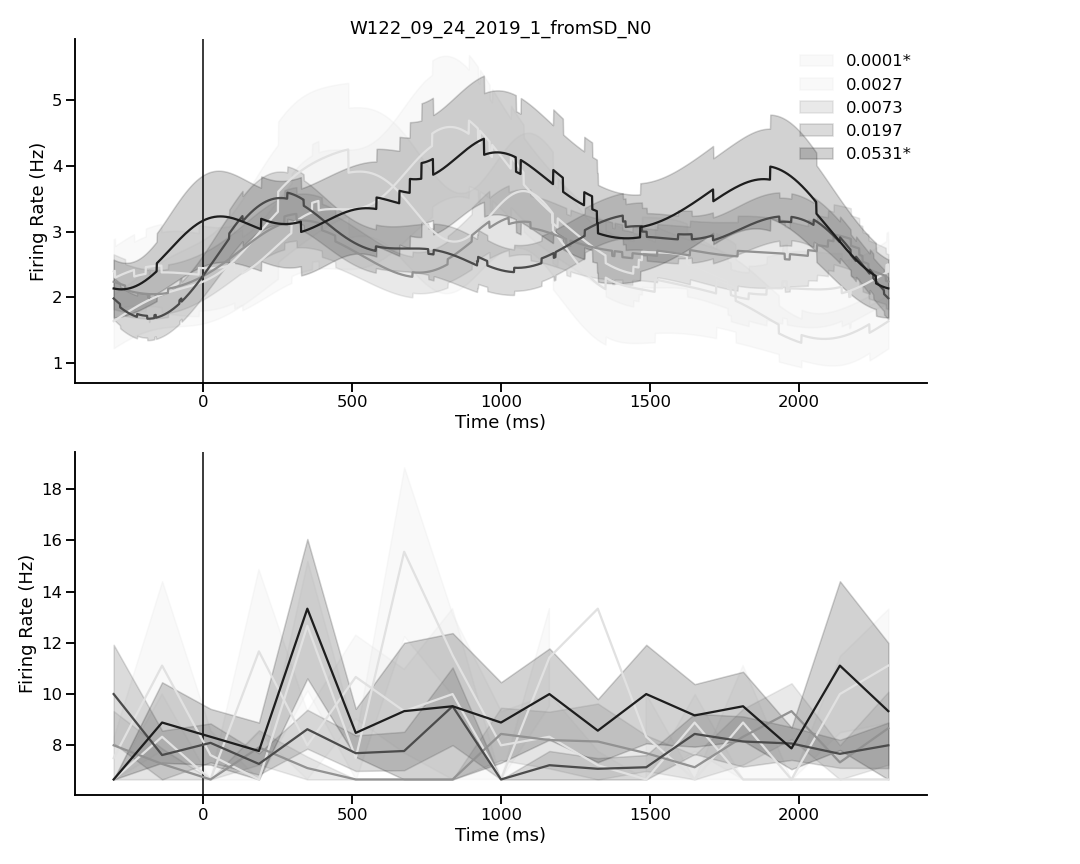 W122_09_24_2019_1_fromSD_N0
0.0001*
0.0027
0.0073
0.0197
0.0531*
5
4
3
2
1
Firing Rate (Hz)
0 500 1000 1500 2000
Time (ms)
18
16
14
12
10
8
Firing Rate (Hz)
0 500 1000 1500 2000
Time (ms)